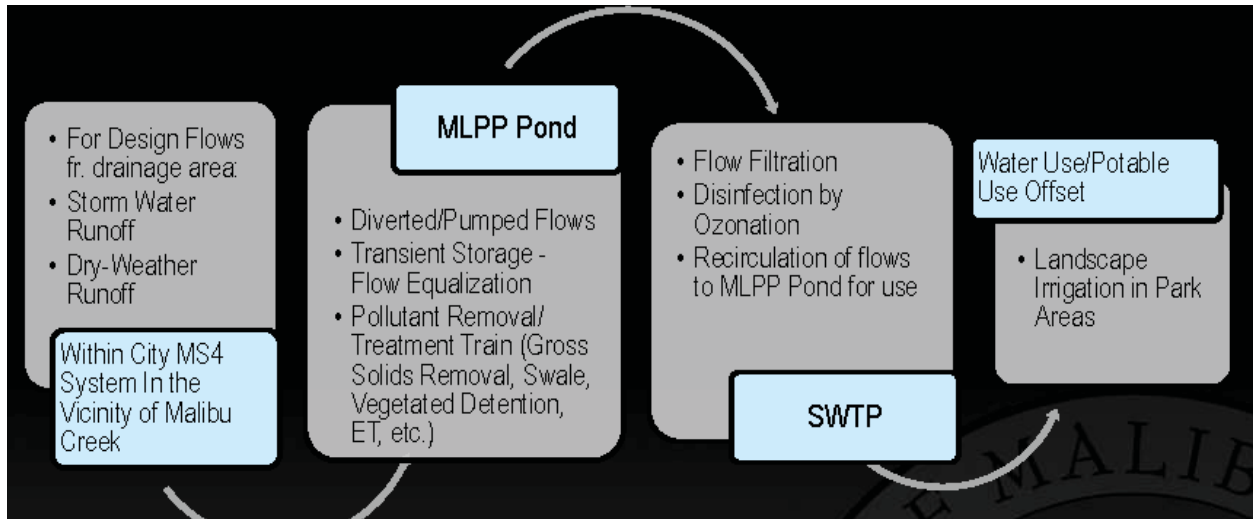 • For Design Flows
fr. drainage area:
• Storm Water
Runoff
• Dry-Weather
Runoff
Within City MS4
System In the
Vicinity of Malibu
Creek
MLPP Pond
• Diverted/Pumped Flows
• Transient Storage -
Flow Equalization
• Pollutant Removal/
Treatment Train (Gross
Solids Removal, Swale,
Vegetated Detention,
ET, etc.)
• Flow Filtration
• Disinfection by
Ozonation
• Recirculation of flows
to MLPP Pond for use
SWTP
Water Use/Potable
Use Offset
• Landscape
Irrigation in Park
Areas